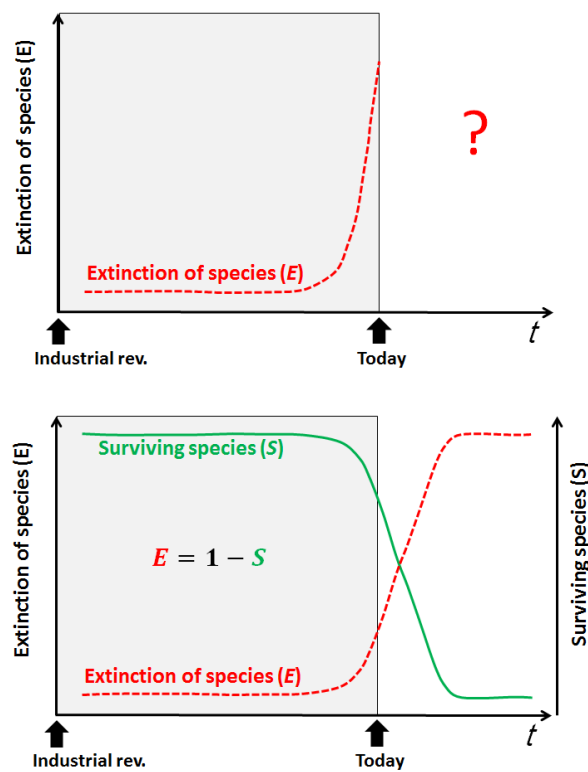 Extinction of species (E)
?
Extinction of species (E)
t
Industrial rev.
Today
Extinction of species (E)
Surviving species (S)
Surviving species (S)
E = 1 − S
Extinction of species (E)
t
Industrial rev.
Today